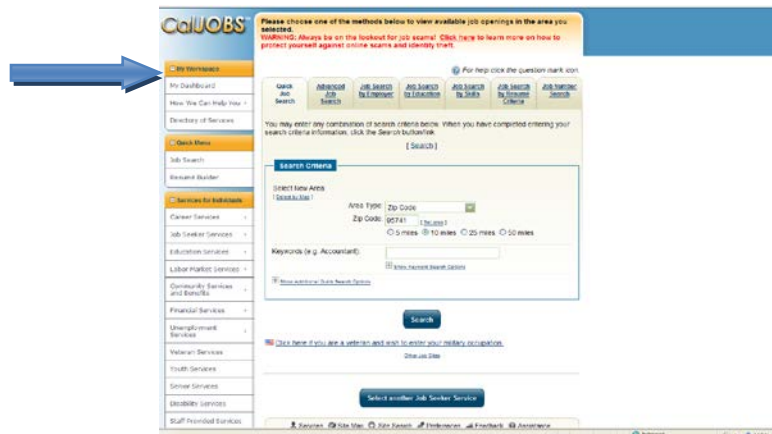 CalJOBS
Please choose one of the methods below to view available job openings in the area you
selected.
WARNING: Always be on the lookout for job scams! Click here to learn more on how to
protect yourself against online scams and identity theft.
For help click the question mark icon.
My Workspace
My Dashboard
How We Can Help You
Directory of Services
Quick Menu
Job Search
Resume Builder
Services for Individuals
Career Services
Job Seeker Services
Education Services
Labor Market Services
Community Services
and Benefits
Financial Services
Unemployment
Services
Veteran Services
Youth Services
Senior Services
Disability Services
Staff Provided Services
Quick
Job
Search
Advanced
Job
Search
Job Search
by Employer
Job Search
by Education
Job Search
by Skills
Job Search
by Resume
Criteria
Job Number
Search
You may enter any combination of search criteria below. When you have completed entering your
search criteria information, click the Search button/link.
[ Search ]
Search Criteria
Select New Area
[ Select by Map ]
Area Type: Zip Code
Zip Code: 95741
5 miles 10 miles 25 miles 50 miles
Keywords (e.g. Accountant):
Show Keyword Search Options
Show Additional Quick Search Options
Search
Click here if you are a veteran and wish to enter your military occupation.
Other Job Sites
Select another Job Seeker Service
Services Site Map Site Search Preferences Feedback Assistance